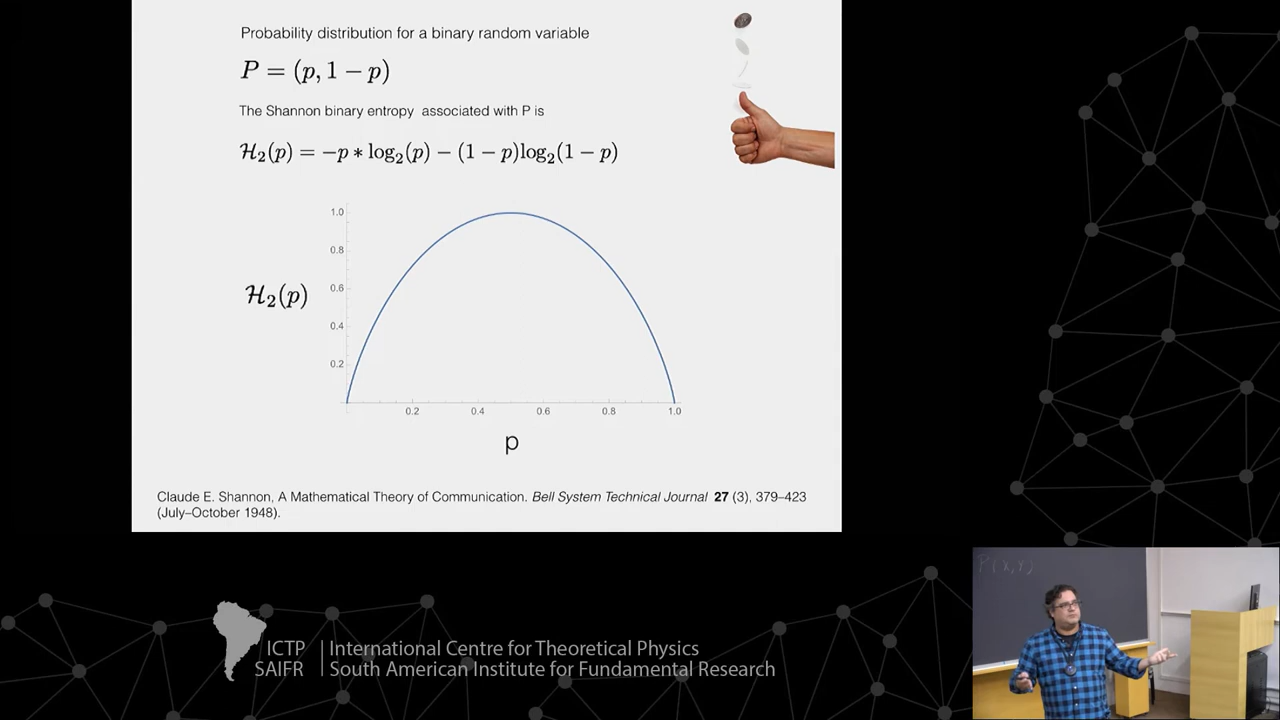 Probability distribution for a binary random variable
P = (p, 1 − p)
The Shannon binary entropy associated with P is
ℋ₂(p) = −p ∗ log₂(p) − (1 − p)log₂(1 − p)
1.0
0.8
0.6
0.4
0.2
ℋ₂(p)
0.2 0.4 0.6 0.8 1.0
p
Claude E. Shannon, A Mathematical Theory of Communication. Bell System Technical Journal 27 (3), 379–423
(July–October 1948).
P(X,Y)
ICTP | International Centre for Theoretical Physics
SAIFR | South American Institute for Fundamental Research